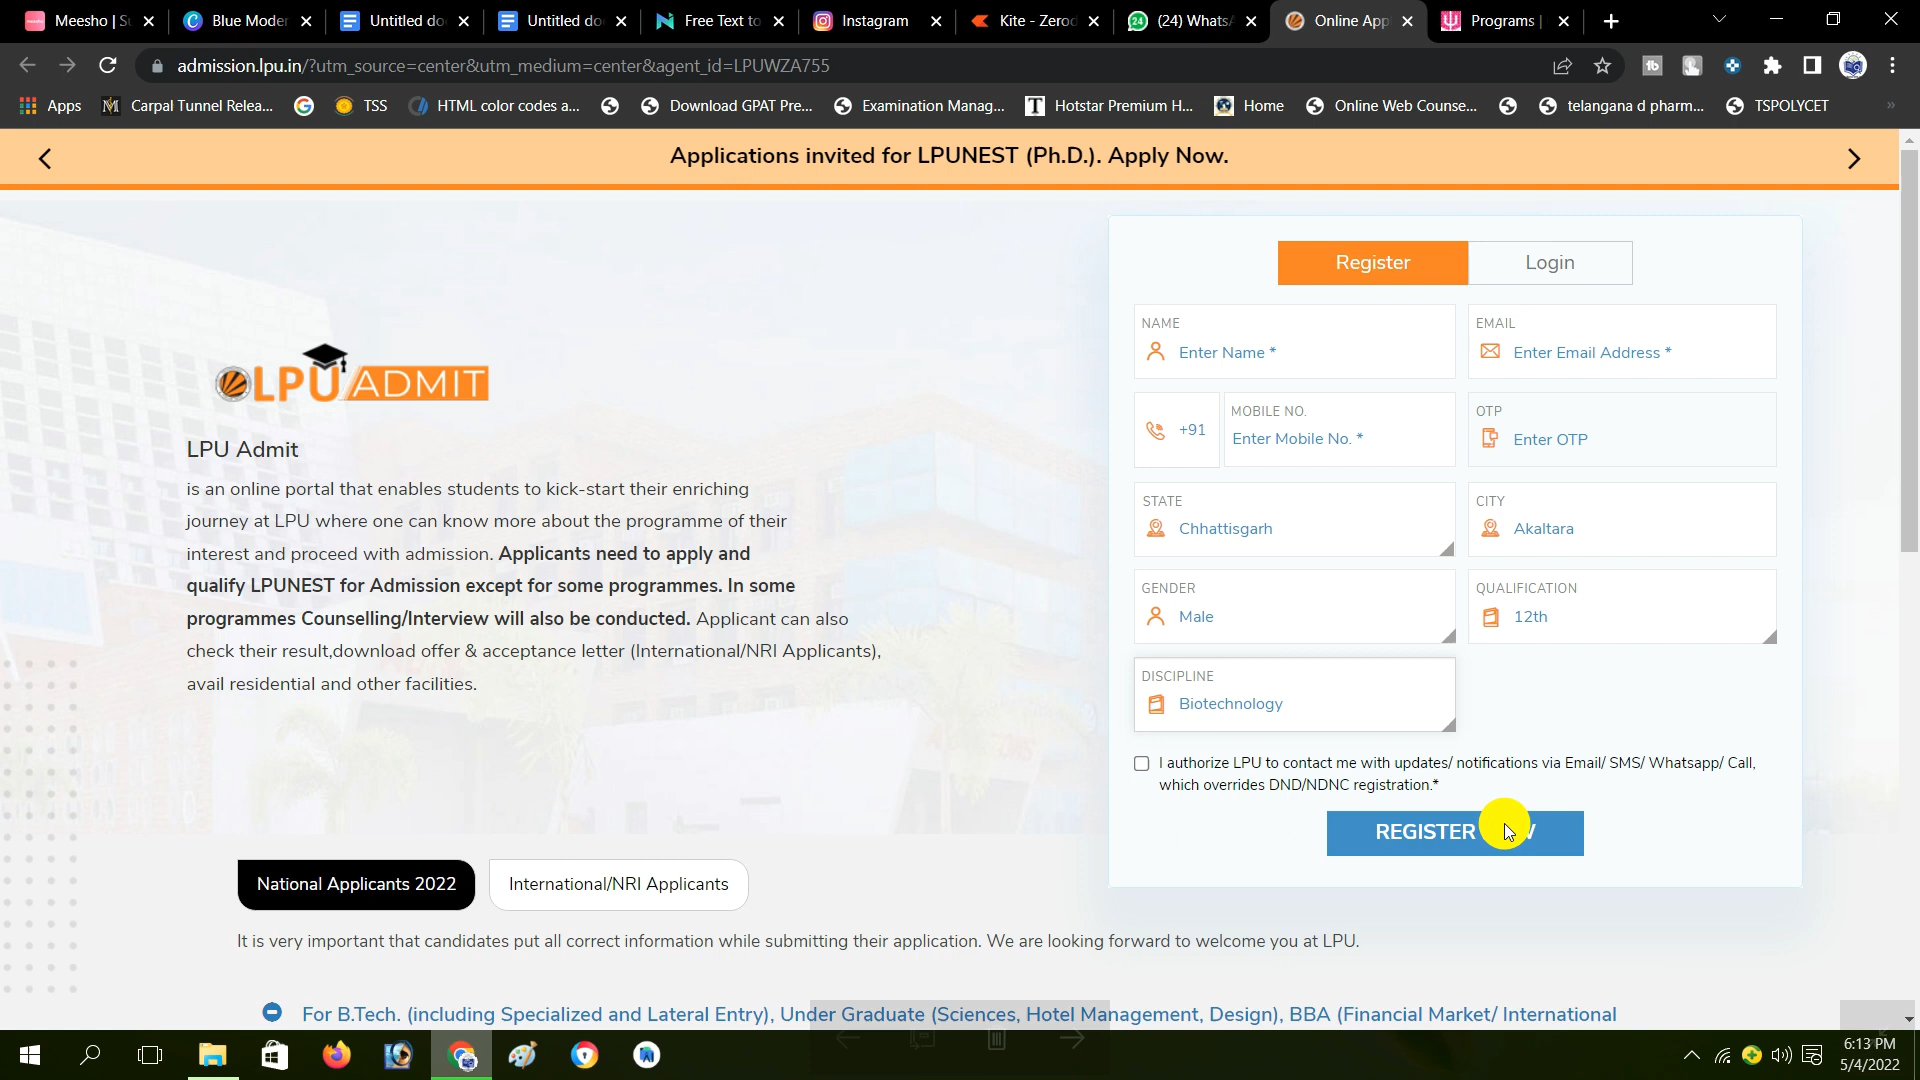 Meesho | S
Blue Moder
Untitled do
Untitled do
Free Text to
Instagram
Kite - Zerod
(24) Whats
Online App
Programs |
admission.lpu.in/?utm_source=center&utm_medium=center&agent_id=LPUWZA755
Apps
Carpal Tunnel Relea...
TSS
HTML color codes a...
Download GPAT Pre...
Examination Manag...
Hotstar Premium H...
Home
Online Web Counse...
telangana d pharm...
TSPOLYCET
Applications invited for LPUNEST (Ph.D.). Apply Now.
LPU ADMIT
LPU Admit
is an online portal that enables students to kick-start their enriching
journey at LPU where one can know more about the programme of their
interest and proceed with admission. Applicants need to apply and
qualify LPUNEST for Admission except for some programmes. In some
programmes Counselling/Interview will also be conducted. Applicant can also
check their result,download offer & acceptance letter (International/NRI Applicants),
avail residential and other facilities.
Register
Login
NAME
Enter Name *
EMAIL
Enter Email Address *
+91
MOBILE NO.
Enter Mobile No. *
OTP
Enter OTP
STATE
Chhattisgarh
CITY
Akaltara
GENDER
Male
QUALIFICATION
12th
DISCIPLINE
Biotechnology
I authorize LPU to contact me with updates/ notifications via Email/ SMS/ Whatsapp/ Call,
which overrides DND/NDNC registration.*
REGISTER
National Applicants 2022
International/NRI Applicants
It is very important that candidates put all correct information while submitting their application. We are looking forward to welcome you at LPU.
For B.Tech. (including Specialized and Lateral Entry), Under Graduate (Sciences, Hotel Management, Design), BBA (Financial Market/ International
6:13 PM
5/4/2022